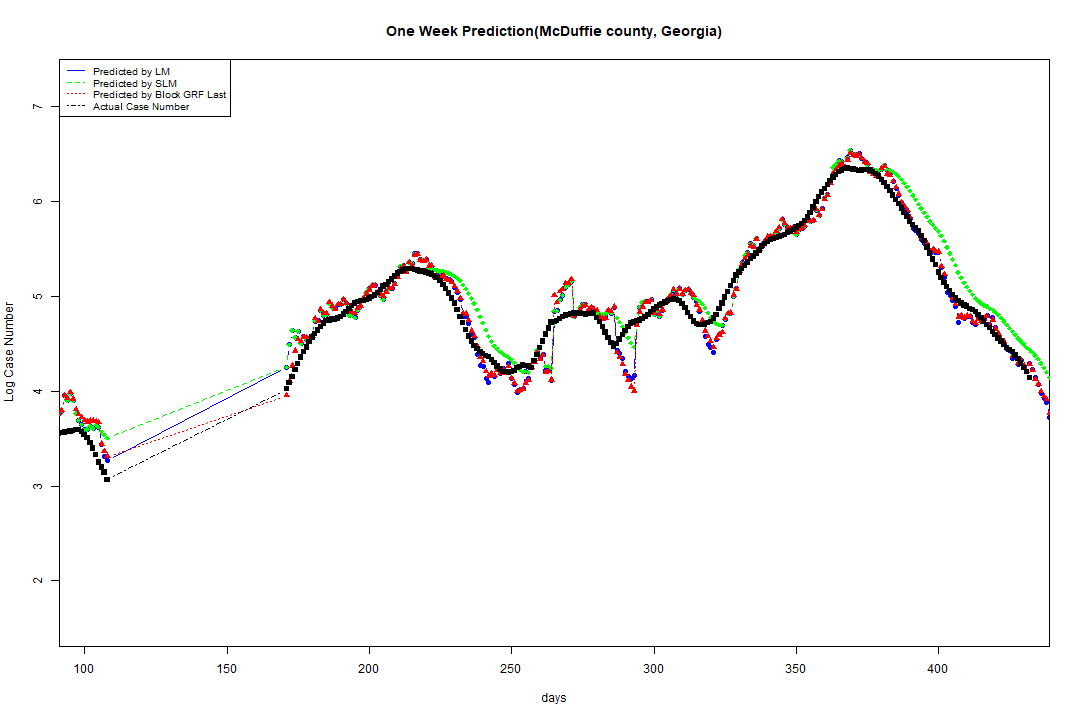 One Week Prediction(McDuffie county, Georgia)
Predicted by LM
Predicted by SLM
Predicted by Block GRF Last
Actual Case Number
Log Case Number
7
6
5
4
3
2
100 150 200 250 300 350 400
days